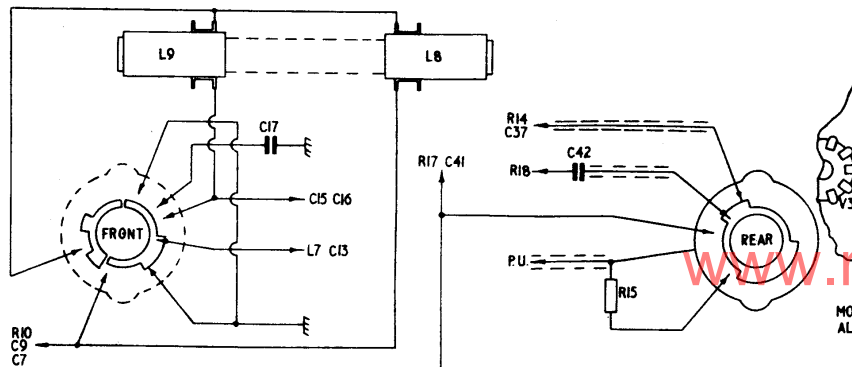 L9
L8
C17
R14
C37
R17 C41
C42
R18
V3
C15 C16
FRONT
REAR
L7 C13
P.U.
www.r
R15
MO
AL
R10
C9
C7